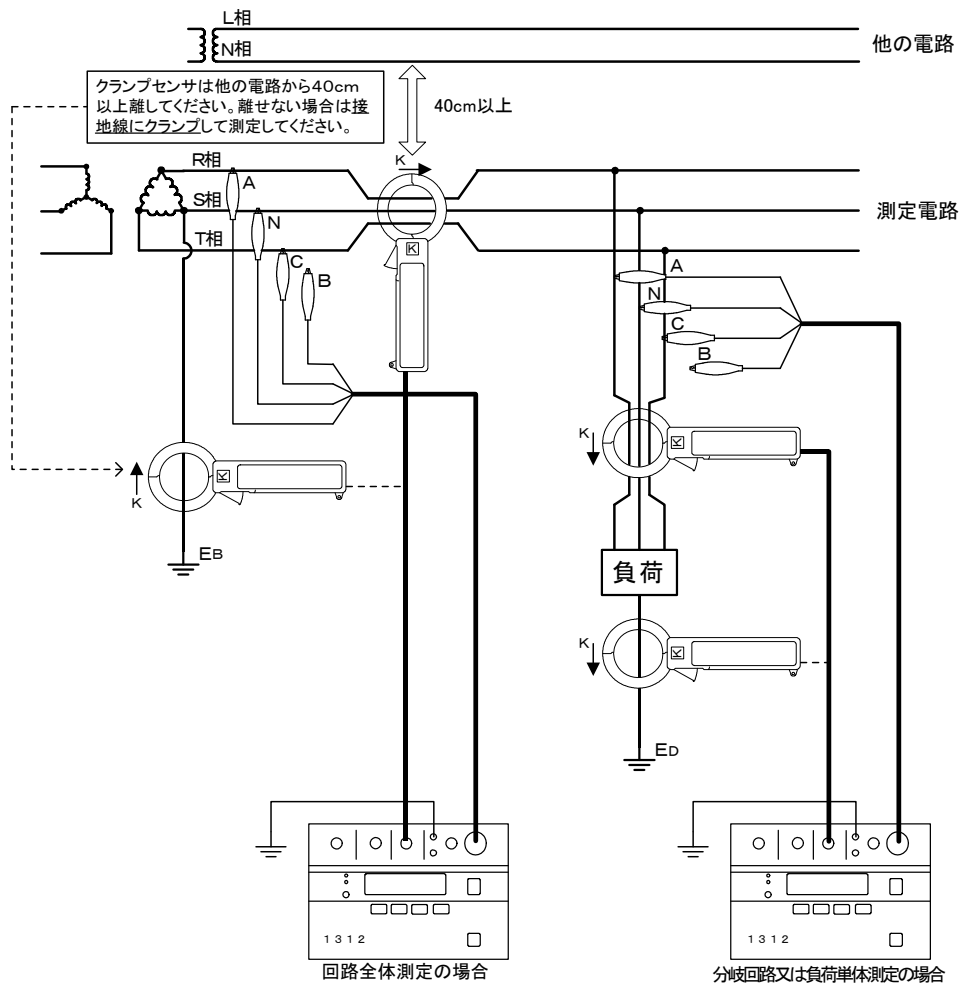 L相
N相
他の電路
クランプセンサは他の電路から40cm
以上離してください。離せない場合は接
地線にクランプして測定してください。
40cm以上
K
R相
A
S相
N
測定電路
K
T相
C
B
A
N
C
B
K
K
K
K
EB
負荷
K
K
ED
1312
1312
回路全体測定の場合
分岐回路又は負荷単体測定の場合